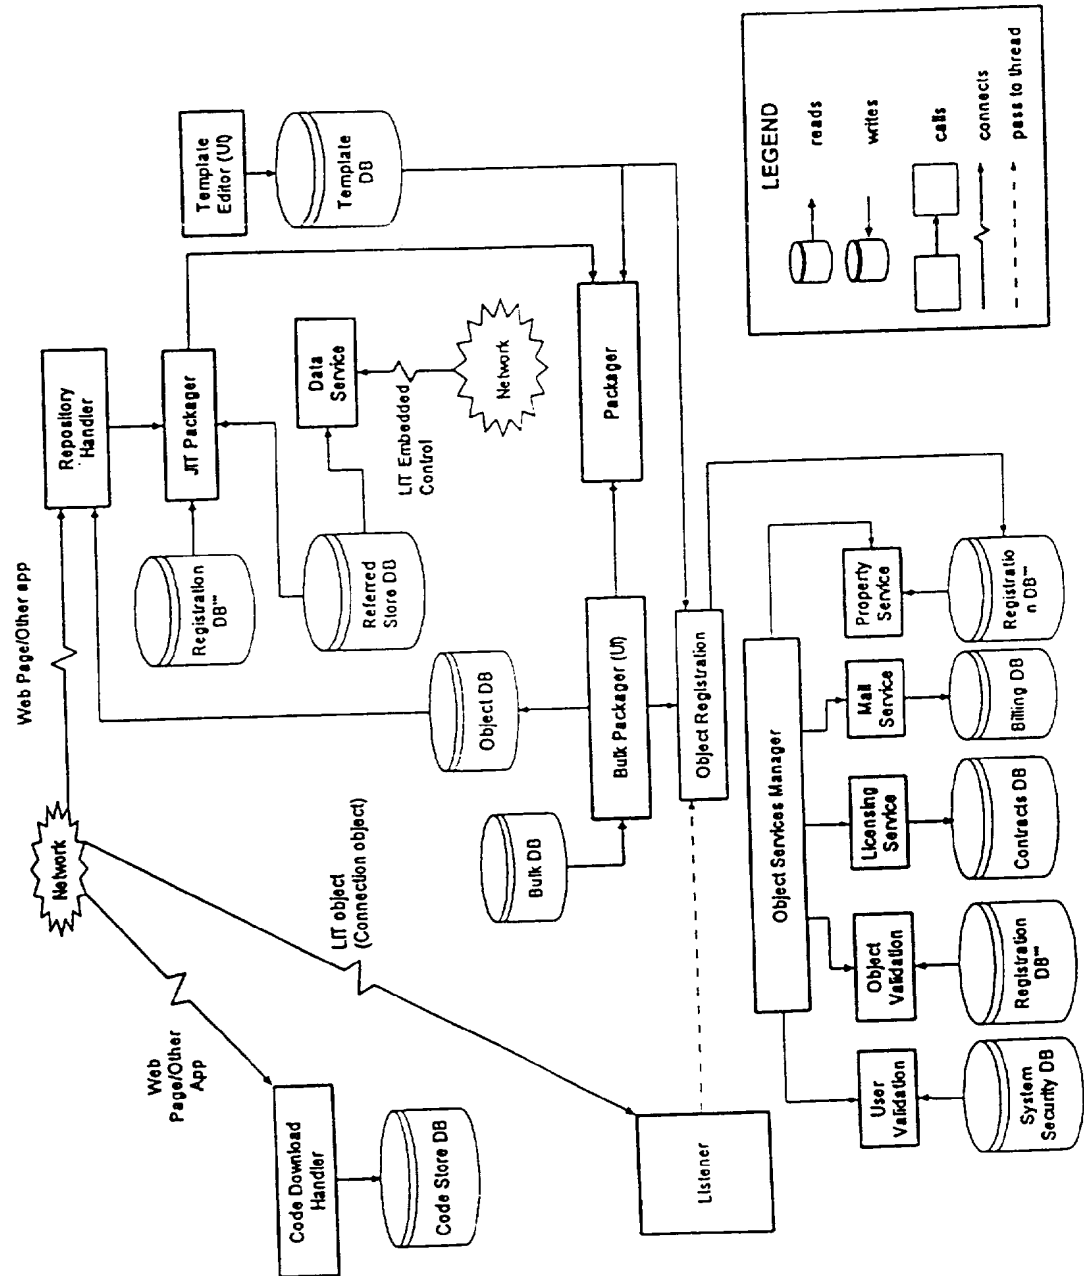 Web Page/Other app
Network
Web
Page/Other
App
Code Download
Handler
Code Store DB
LIT object
(Connection object)
Listener
Repository
Handler
JIT Packager
Registration
DB***
Referred
Store DB
Data
Service
LIT Embedded
Control
Network
Template
Editor (UI)
Template
DB
Packager
Object DB
Bulk DB
Bulk Packager (UI)
Object Registration
Object Services Manager
User
Validation
Object
Validation
Licensing
Service
Mail
Service
Property
Service
System
Security DB
Registration
DB***
Contracts DB
Billing DB
Registratio
n DB***
LEGEND
reads
writes
calls
connects
pass to thread